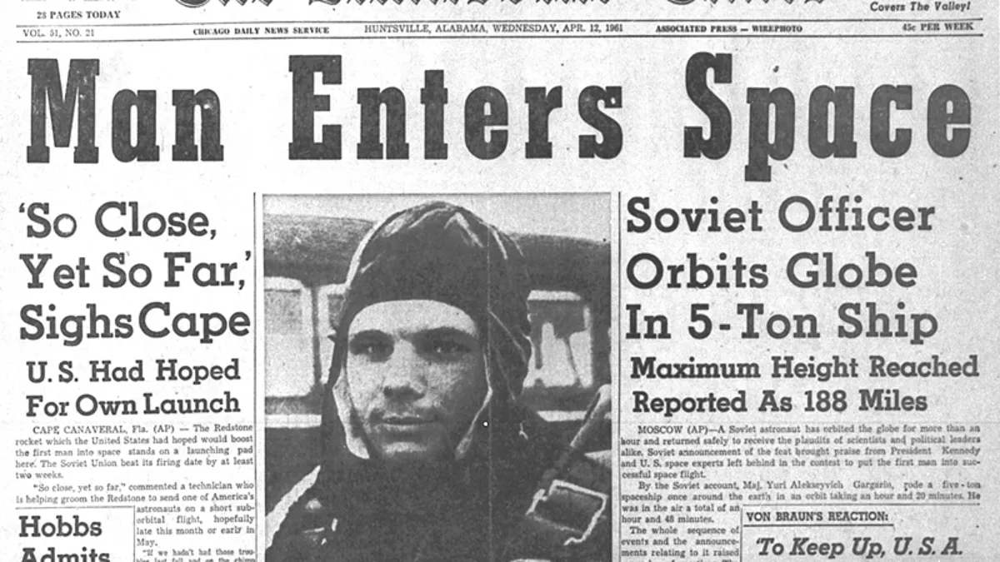 28 PAGES TODAY
Covers The Valley!
VOL. 51, NO. 21
CHICAGO DAILY NEWS SERVICE
HUNTSVILLE, ALABAMA, WEDNESDAY, APR. 12, 1961
ASSOCIATED PRESS — WIREPHOTO
45c PER WEEK
Man Enters Space
‘So Close,
Yet So Far,’
Sighs Cape
U. S. Had Hoped
For Own Launch
CAPE CANAVERAL, Fla. (AP) — The Redstone
rocket which the United States had hoped would boost
the first man into space stands on a launching pad
here. The Soviet Union beat its firing date by at least
two weeks.
“So close, yet so far,” commented a technician who
is helping groom the Redstone to send one of America's
astronauts on a short sub-
orbital flight, hopefully
late this month or early in
May.
“If we hadn't had those trou-
Hobbs
Admits
Soviet Officer
Orbits Globe
In 5-Ton Ship
Maximum Height Reached
Reported As 188 Miles
MOSCOW (AP)—A Soviet astronaut has orbited the globe for more than an
hour and returned safely to receive the plaudits of scientists and political leaders
alike. Soviet announcement of the feat brought praise from President Kennedy
and U. S. space experts left behind in the contest to put the first man into suc-
cessful space flight.
By the Soviet account, Maj. Yuri Alekseyvich Gargarin, rode a five-ton
spaceship once around the earth in an orbit taking an hour and 20 minutes. He
was in the air a total of an
hour and 48 minutes.
The whole sequence of
events and the announce-
ments relating to it raised
VON BRAUN'S REACTION:
‘To Keep Up, U. S. A.